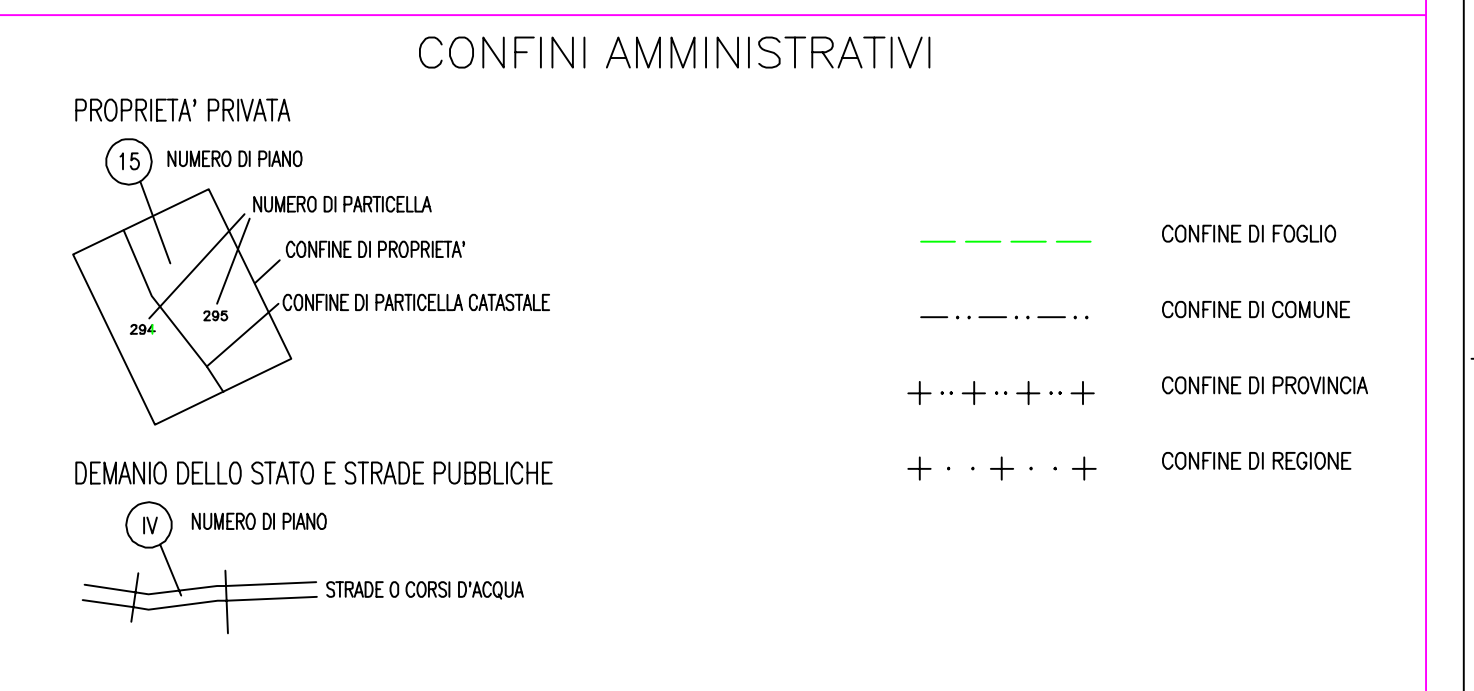 CONFINI AMMINISTRATIVI
PROPRIETA' PRIVATA
15 NUMERO DI PIANO
NUMERO DI PARTICELLA
CONFINE DI PROPRIETA'
CONFINE DI PARTICELLA CATASTALE
294
295
DEMANIO DELLO STATO E STRADE PUBBLICHE
IV NUMERO DI PIANO
STRADE O CORSI D'ACQUA
CONFINE DI FOGLIO
CONFINE DI COMUNE
CONFINE DI PROVINCIA
CONFINE DI REGIONE